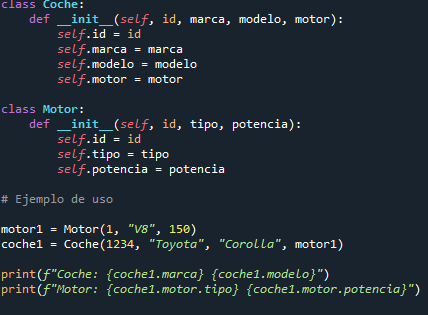 class Coche:
    def __init__(self, id, marca, modelo, motor):
        self.id = id
        self.marca = marca
        self.modelo = modelo
        self.motor = motor

class Motor:
    def __init__(self, id, tipo, potencia):
        self.id = id
        self.tipo = tipo
        self.potencia = potencia

# Ejemplo de uso

motor1 = Motor(1, "V8", 150)
coche1 = Coche(1234, "Toyota", "Corolla", motor1)

print(f"Coche: {coche1.marca} {coche1.modelo}")
print(f"Motor: {coche1.motor.tipo} {coche1.motor.potencia}")